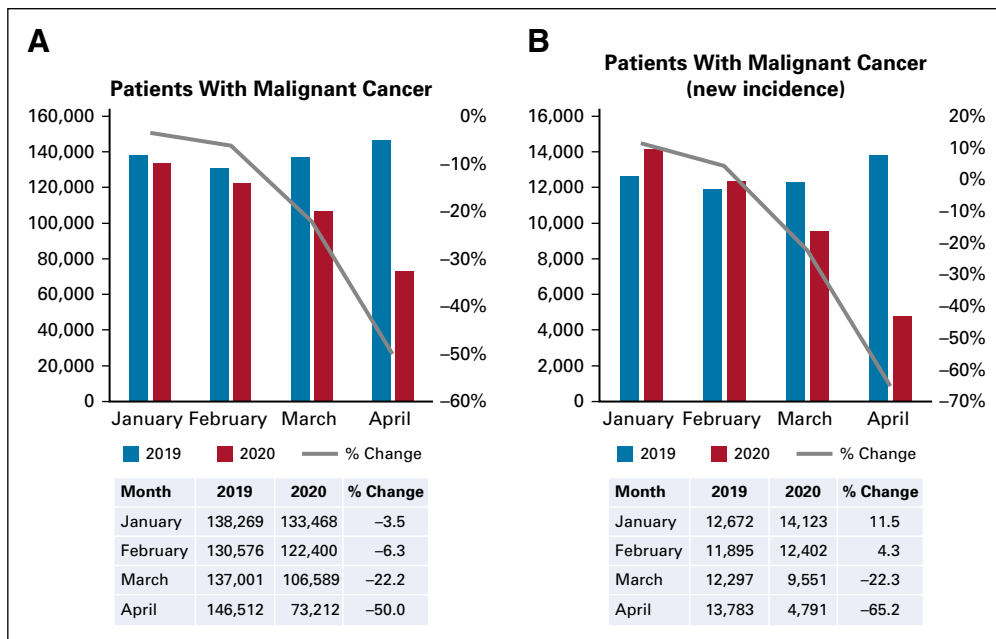 A
Patients With Malignant Cancer
160,000
140,000
120,000
100,000
80,000
60,000
40,000
20,000
0
0%
–10%
–20%
–30%
–40%
–50%
–60%
January February March April
2019 2020 % Change
Month 2019 2020 % Change
January 138,269 133,468 –3.5
February 130,576 122,400 –6.3
March 137,001 106,589 –22.2
April 146,512 73,212 –50.0
B
Patients With Malignant Cancer
(new incidence)
16,000
14,000
12,000
10,000
8,000
6,000
4,000
2,000
0
20%
10%
0%
–10%
–20%
–30%
–40%
–50%
–60%
–70%
January February March April
2019 2020 % Change
Month 2019 2020 % Change
January 12,672 14,123 11.5
February 11,895 12,402 4.3
March 12,297 9,551 –22.3
April 13,783 4,791 –65.2